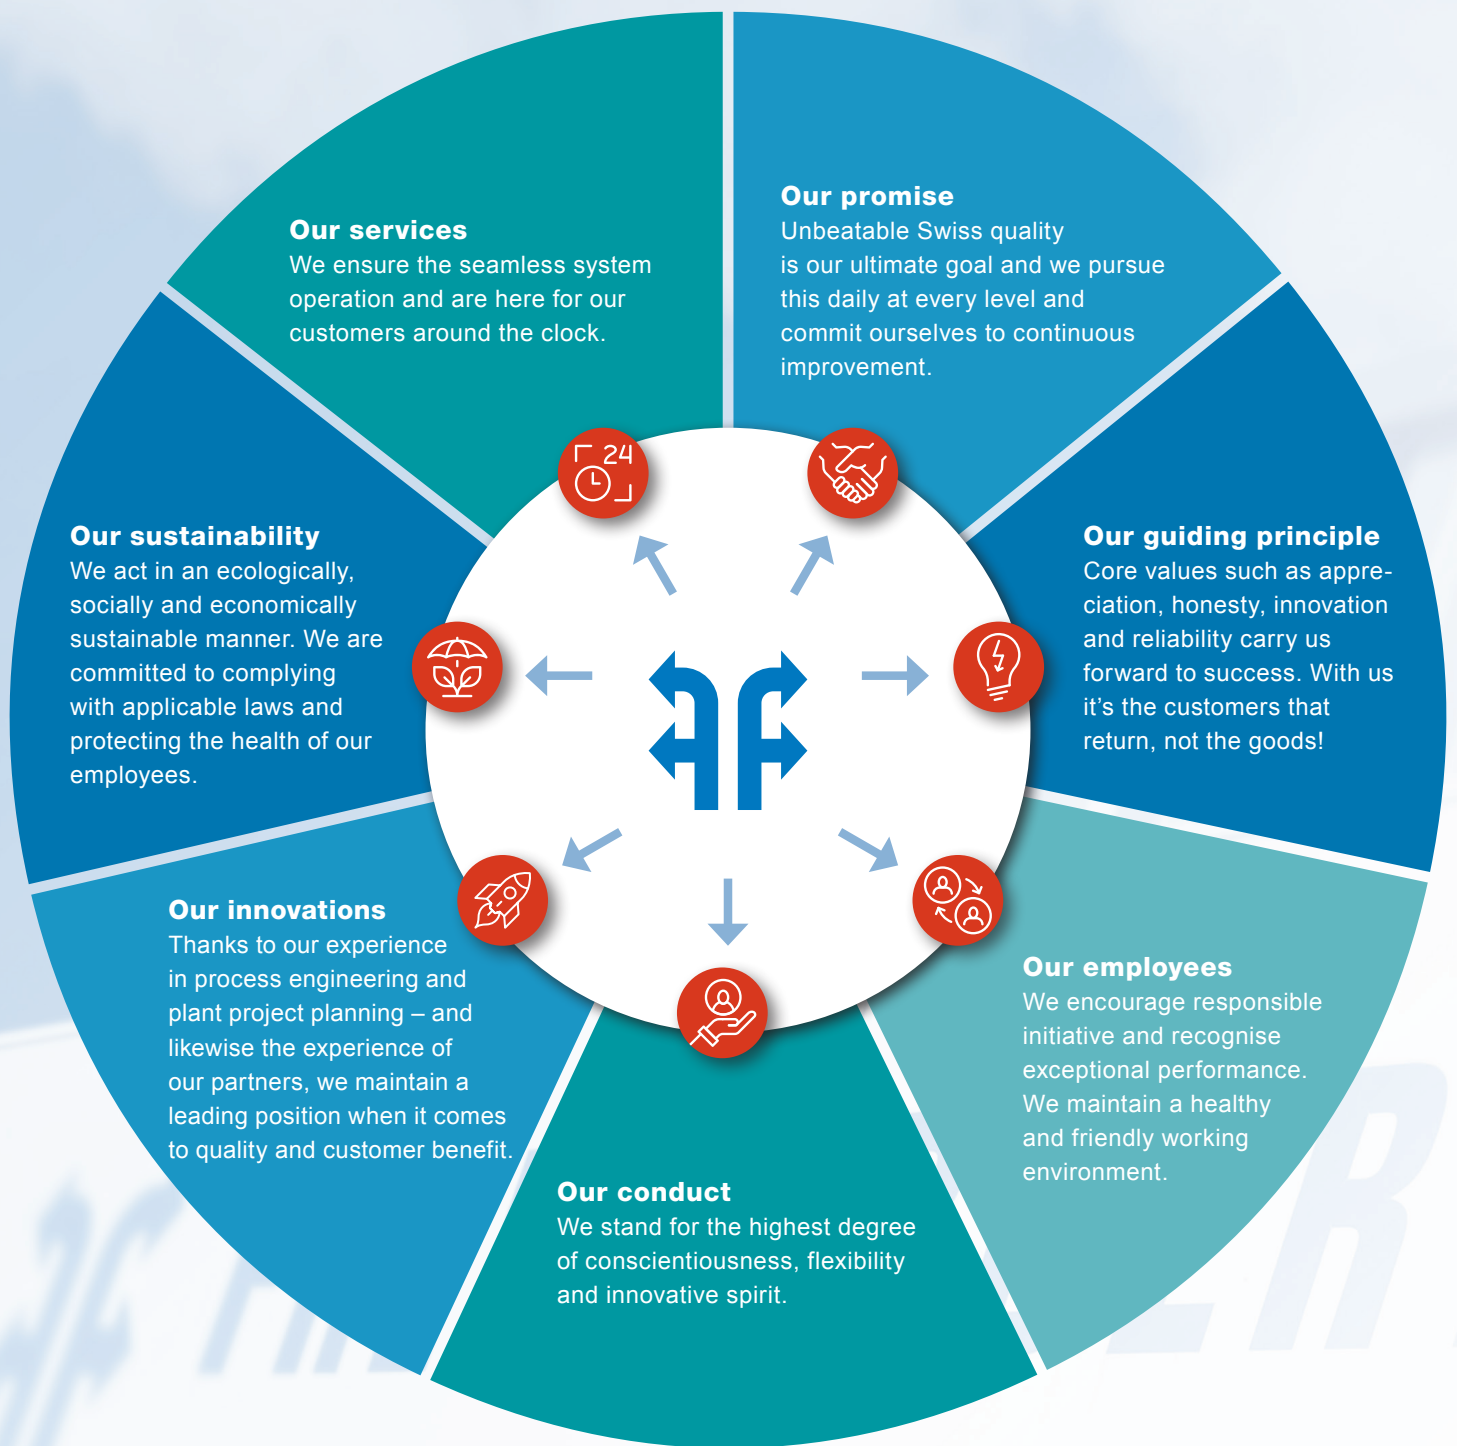 Our promise
Unbeatable Swiss quality
is our ultimate goal and we pursue
this daily at every level and
commit ourselves to continuous
improvement.
Our guiding principle
Core values such as appre-
ciation, honesty, innovation
and reliability carry us
forward to success. With us
it's the customers that
return, not the goods!
Our employees
We encourage responsible
initiative and recognise
exceptional performance.
We maintain a healthy
and friendly working
environment.
Our conduct
We stand for the highest degree
of conscientiousness, flexibility
and innovative spirit.
Our innovations
Thanks to our experience
in process engineering and
plant project planning – and
likewise the experience of
our partners, we maintain a
leading position when it comes
to quality and customer benefit.
Our sustainability
We act in an ecologically,
socially and economically
sustainable manner. We are
committed to complying
with applicable laws and
protecting the health of our
employees.
Our services
We ensure the seamless system
operation and are here for our
customers around the clock.
24